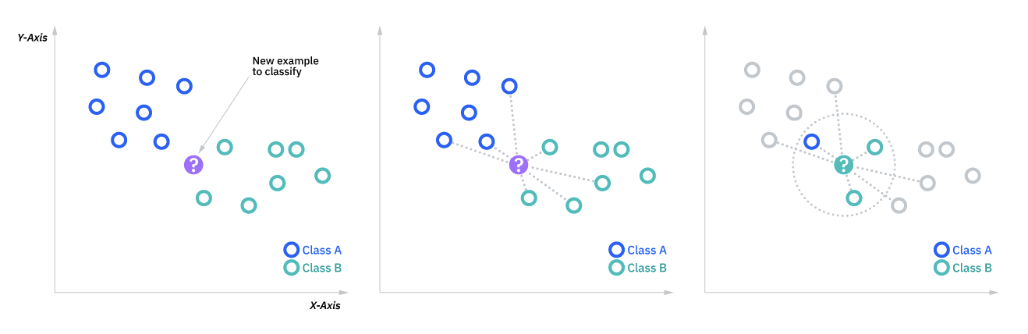 Y-Axis
New example
to classify
?
Class A
Class B
X-Axis
?
Class A
Class B
?
Class A
Class B